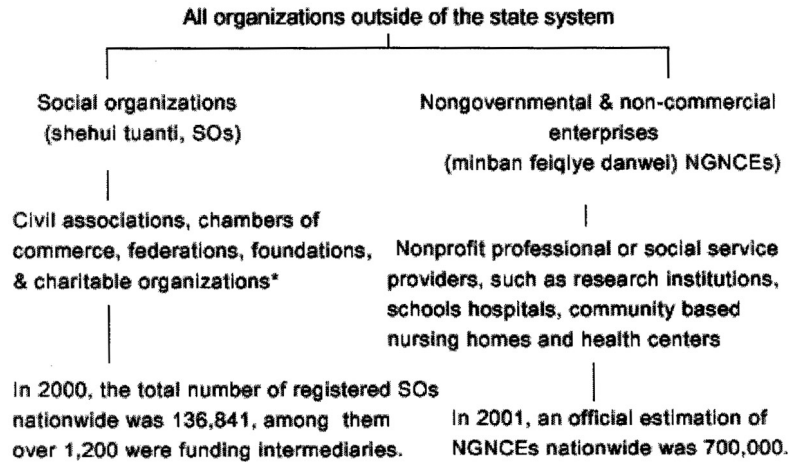 All organizations outside of the state system
Social organizations
(shehui tuanti, SOs)
Civil associations, chambers of
commerce, federations, foundations,
& charitable organizations*
In 2000, the total number of registered SOs
nationwide was 136,841, among them
over 1,200 were funding intermediaries.
Nongovernmental & non-commercial
enterprises
(minban feiqlye danwei) NGNCEs)
Nonprofit professional or social service
providers, such as research institutions,
schools hospitals, community based
nursing homes and health centers
In 2001, an official estimation of
NGNCEs nationwide was 700,000.